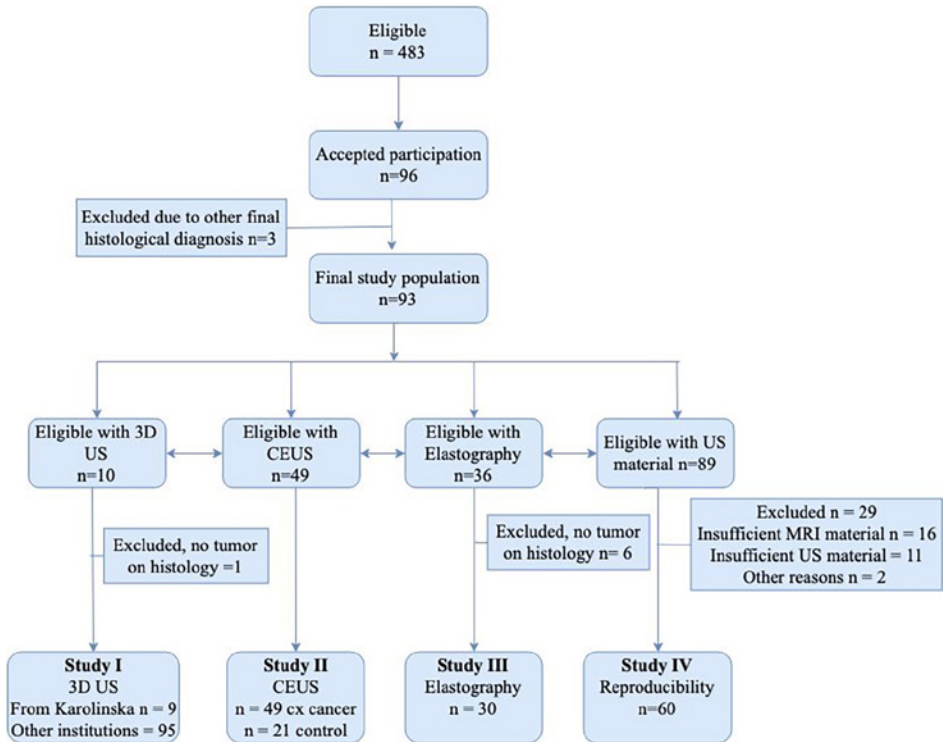 Eligible
n = 483
Accepted participation
n=96
Excluded due to other final
histological diagnosis n=3
Final study population
n=93
Eligible with 3D
US
n=10
Eligible with
CEUS
n=49
Eligible with
Elastography
n=36
Eligible with US
material n=89
Excluded, no tumor
on histology =1
Excluded, no tumor
on histology n= 6
Excluded n = 29
Insufficient MRI material n = 16
Insufficient US material = 11
Other reasons n = 2
Study I
3D US
From Karolinska n = 9
Other institutions = 95
Study II
CEUS
n = 49 cx cancer
n = 21 control
Study III
Elastography
n = 30
Study IV
Reproducibility
n=60